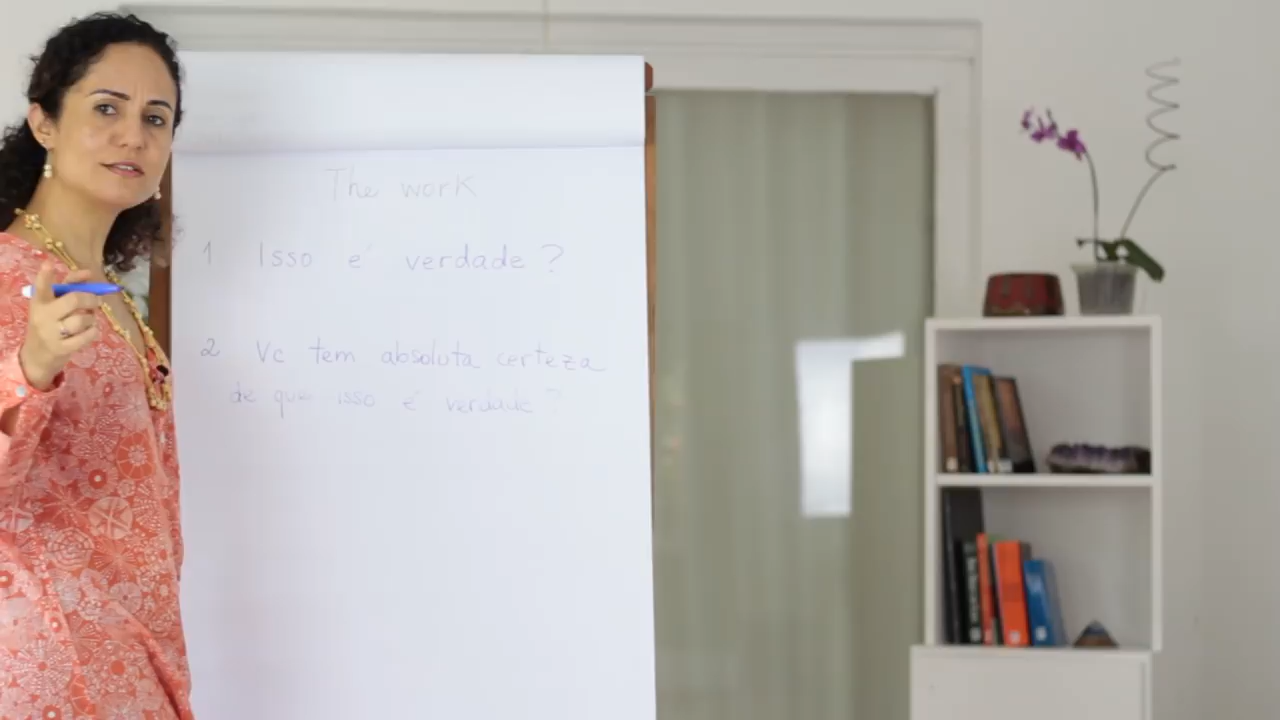 The work
1 Isso é verdade?
2 Vc tem absoluta certeza
de que isso é verdade?